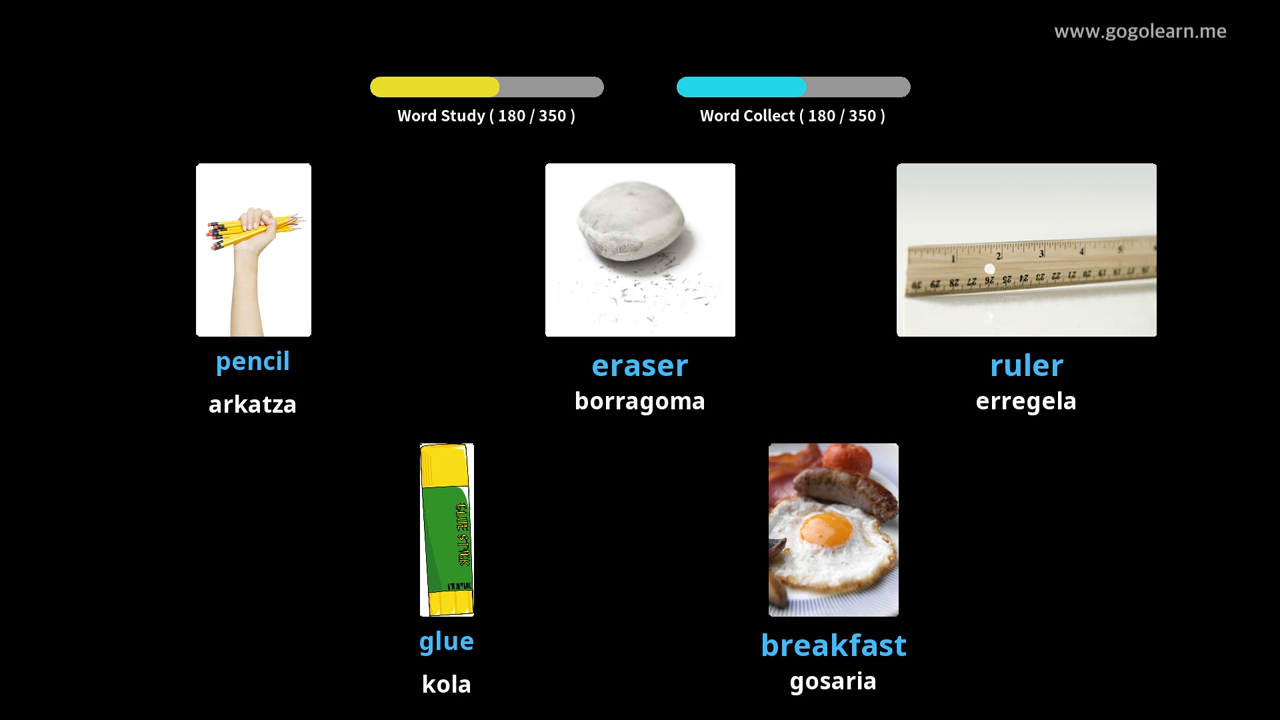 www.gogolearn.me
Word Study ( 180 / 350 )
Word Collect ( 180 / 350 )
pencil
arkatza
eraser
borragoma
ruler
erregela
glue
kola
breakfast
gosaria